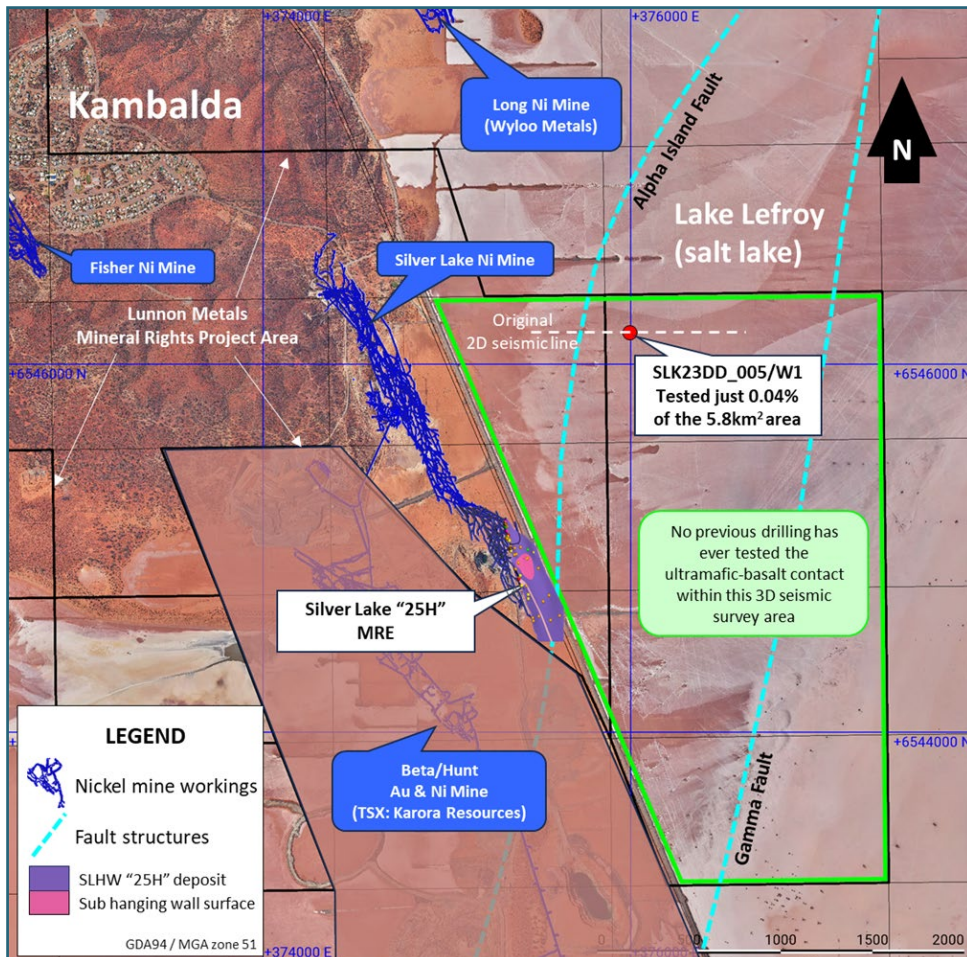 +374000 E
+376000 E
Kambalda
Long Ni Mine
(Wyloo Metals)
Alpha Island Fault
N
Lake Lefroy
(salt lake)
Fisher Ni Mine
Silver Lake Ni Mine
Lunnon Metals
Mineral Rights Project Area
Original
2D seismic line
+6546000 N
+6546000 N
SLK23DD_005/W1
Tested just 0.04%
of the 5.8km² area
No previous drilling has
ever tested the
ultramafic-basalt contact
within this 3D seismic
survey area
Silver Lake "25H"
MRE
+6544000 N
Beta/Hunt
Au & Ni Mine
(TSX: Karora Resources)
Gamma Fault
LEGEND
Nickel mine workings
Fault structures
SLHW "25H" deposit
Sub hanging wall surface
GDA94 / MGA zone 51
+374000 E
+376000 E
0
500
1000
1500
2000